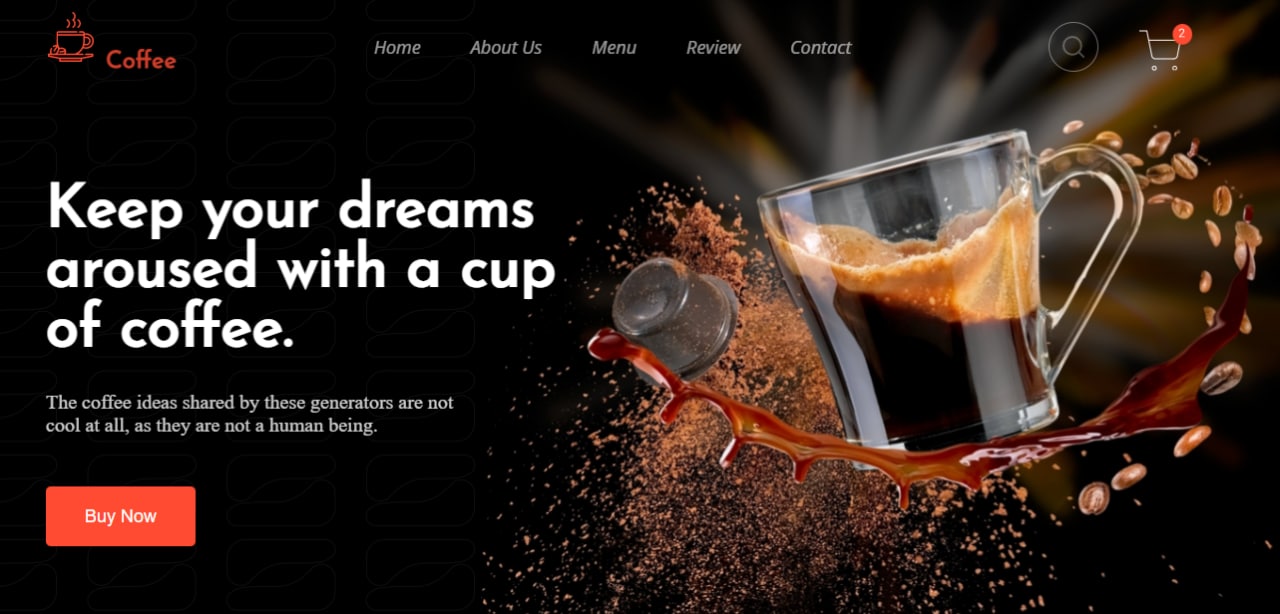 Coffee
Home About Us Menu Review Contact
2
Keep your dreams
aroused with a cup
of coffee.
The coffee ideas shared by these generators are not
cool at all, as they are not a human being.
Buy Now